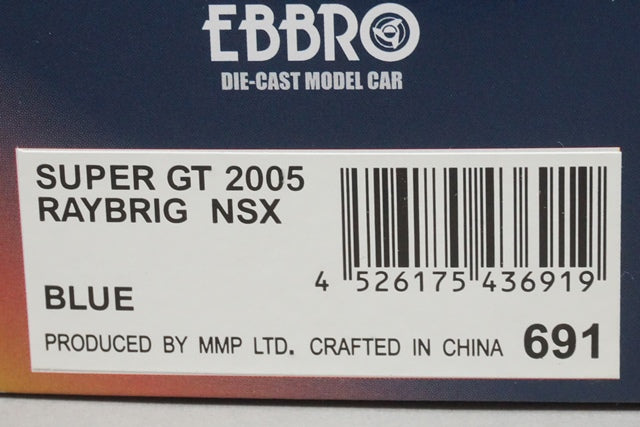 EBBRO
DIE-CAST MODEL CAR
SUPER GT 2005
RAYBRIG NSX
4 526175 436919
BLUE
PRODUCED BY MMP LTD. CRAFTED IN CHINA 691